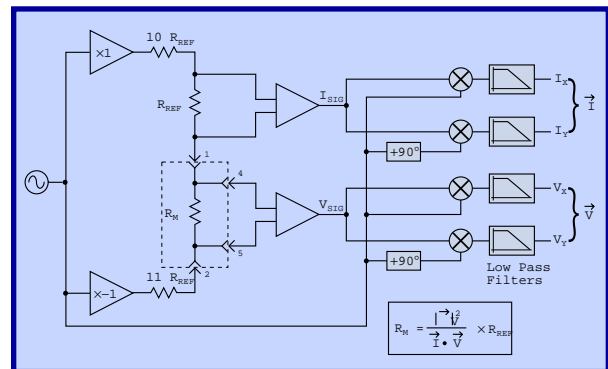 10 R_REF
×1
R_REF
I_SIG
I_X
I
I_Y
+90°
1
4
R_M
V_SIG
V_X
V
V_Y
5
2
+90°
×−1
11 R_REF
Low Pass
Filters
R_M = |V|² / I • V × R_REF